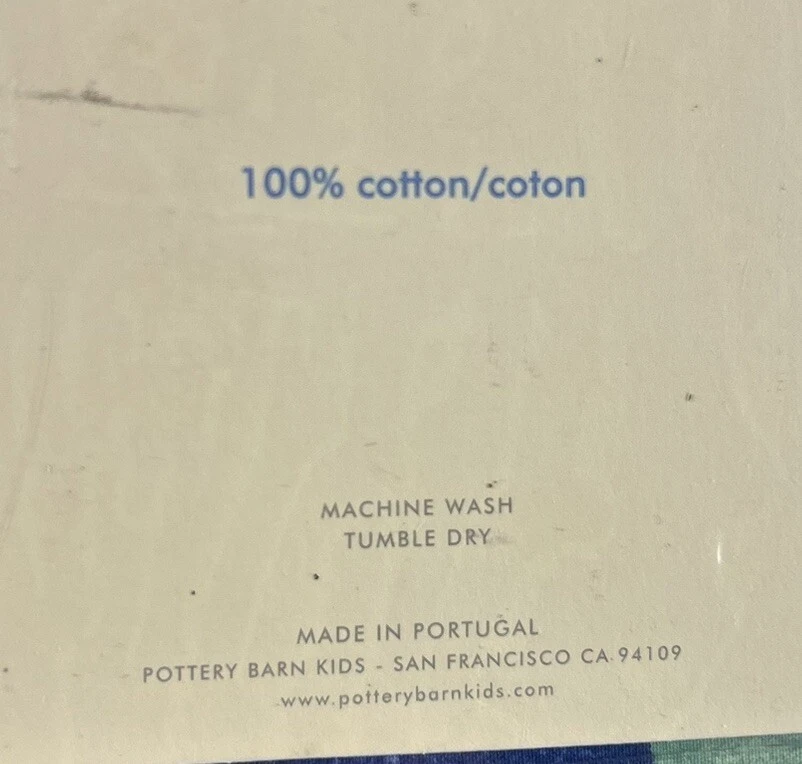 100% cotton/coton
MACHINE WASH
TUMBLE DRY
MADE IN PORTUGAL
POTTERY BARN KIDS - SAN FRANCISCO CA 94109
www.potterybarnkids.com